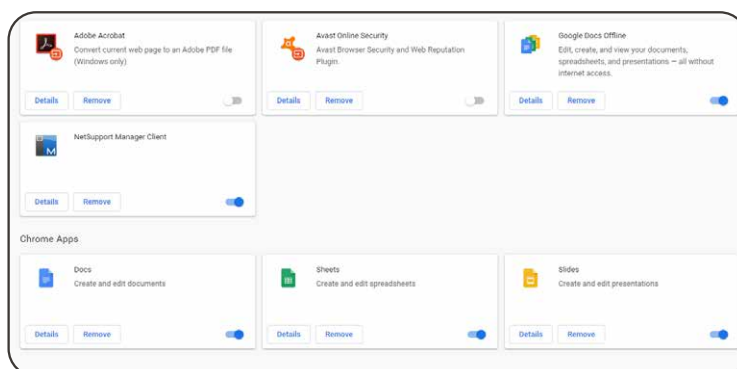 Adobe Acrobat
Convert current web page to an Adobe PDF file
(Windows only)
Details Remove
Avast Online Security
Avast Browser Security and Web Reputation
Plugin.
Details Remove
Google Docs Offline
Edit, create, and view your documents,
spreadsheets, and presentations — all without
internet access.
Details Remove
NetSupport Manager Client
M
Details Remove
Chrome Apps
Docs
Create and edit documents
Details Remove
Sheets
Create and edit spreadsheets
Details Remove
Slides
Create and edit presentations
Details Remove